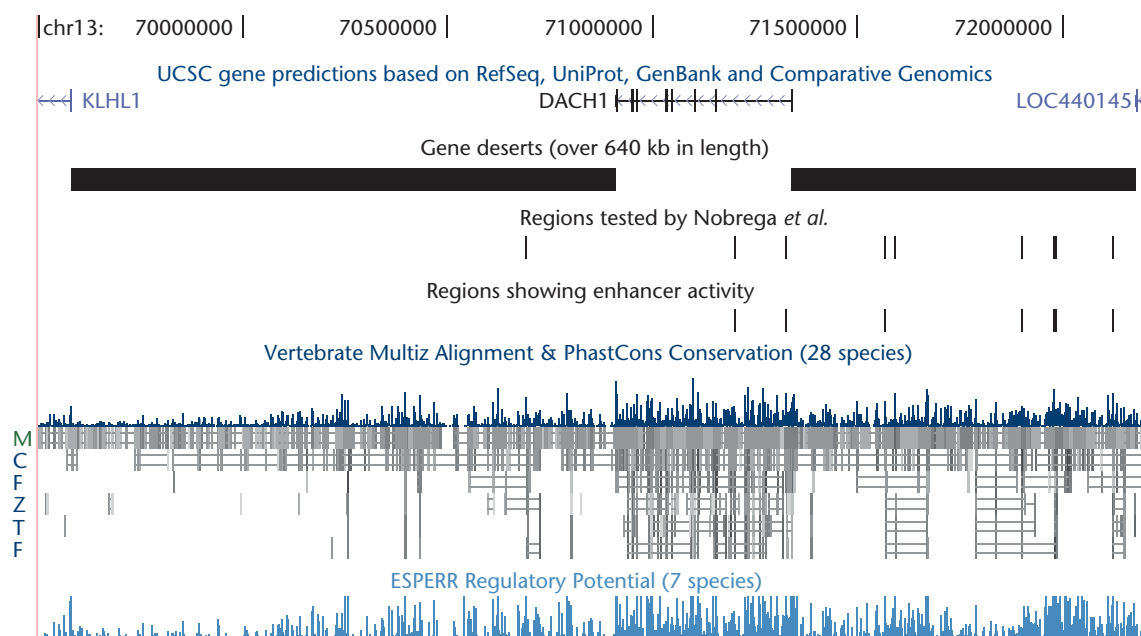 chr13: 70000000 70500000 71000000 71500000 72000000
UCSC gene predictions based on RefSeq, UniProt, GenBank and Comparative Genomics
KLHL1 DACH1 LOC440145
Gene deserts (over 640 kb in length)
Regions tested by Nobrega et al.
Regions showing enhancer activity
Vertebrate Multiz Alignment & PhastCons Conservation (28 species)
M
C
F
Z
T
F
ESPERR Regulatory Potential (7 species)